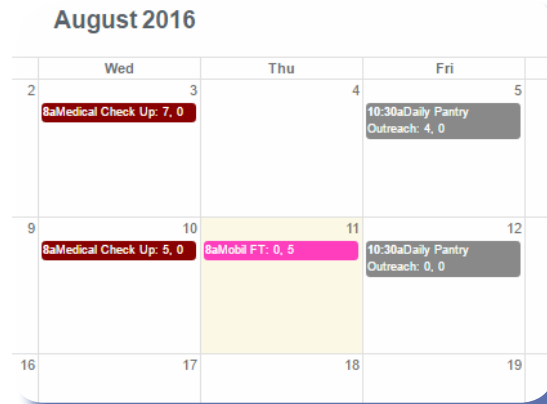 August 2016
Wed Thu Fri
2 3 4 5
8aMedical Check Up: 7, 0
10:30aDaily Pantry
Outreach: 4, 0
9 10 11 12
8aMedical Check Up: 5, 0
8aMobil FT: 0, 5
10:30aDaily Pantry
Outreach: 0, 0
16 17 18 19